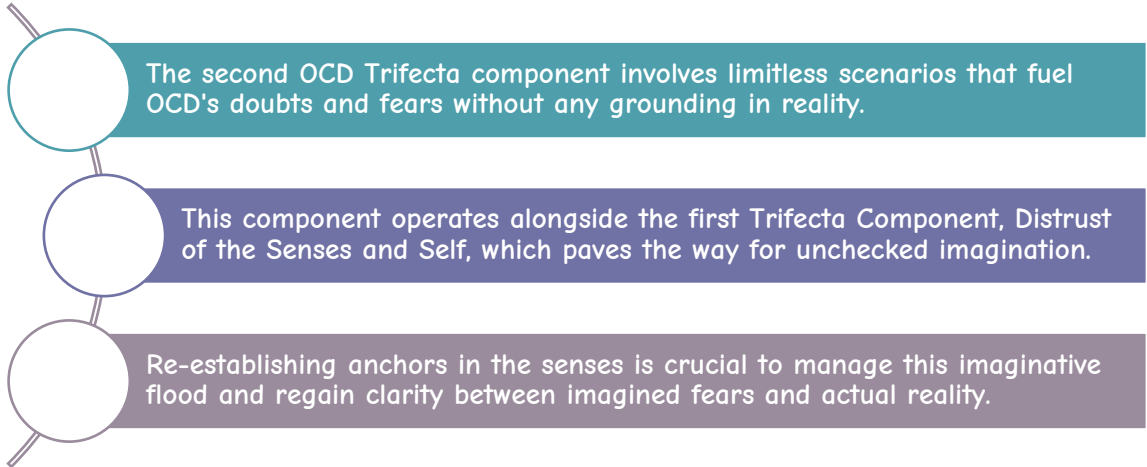 The second OCD Trifecta component involves limitless scenarios that fuel
OCD's doubts and fears without any grounding in reality.
This component operates alongside the first Trifecta Component, Distrust
of the Senses and Self, which paves the way for unchecked imagination.
Re-establishing anchors in the senses is crucial to manage this imaginative
flood and regain clarity between imagined fears and actual reality.